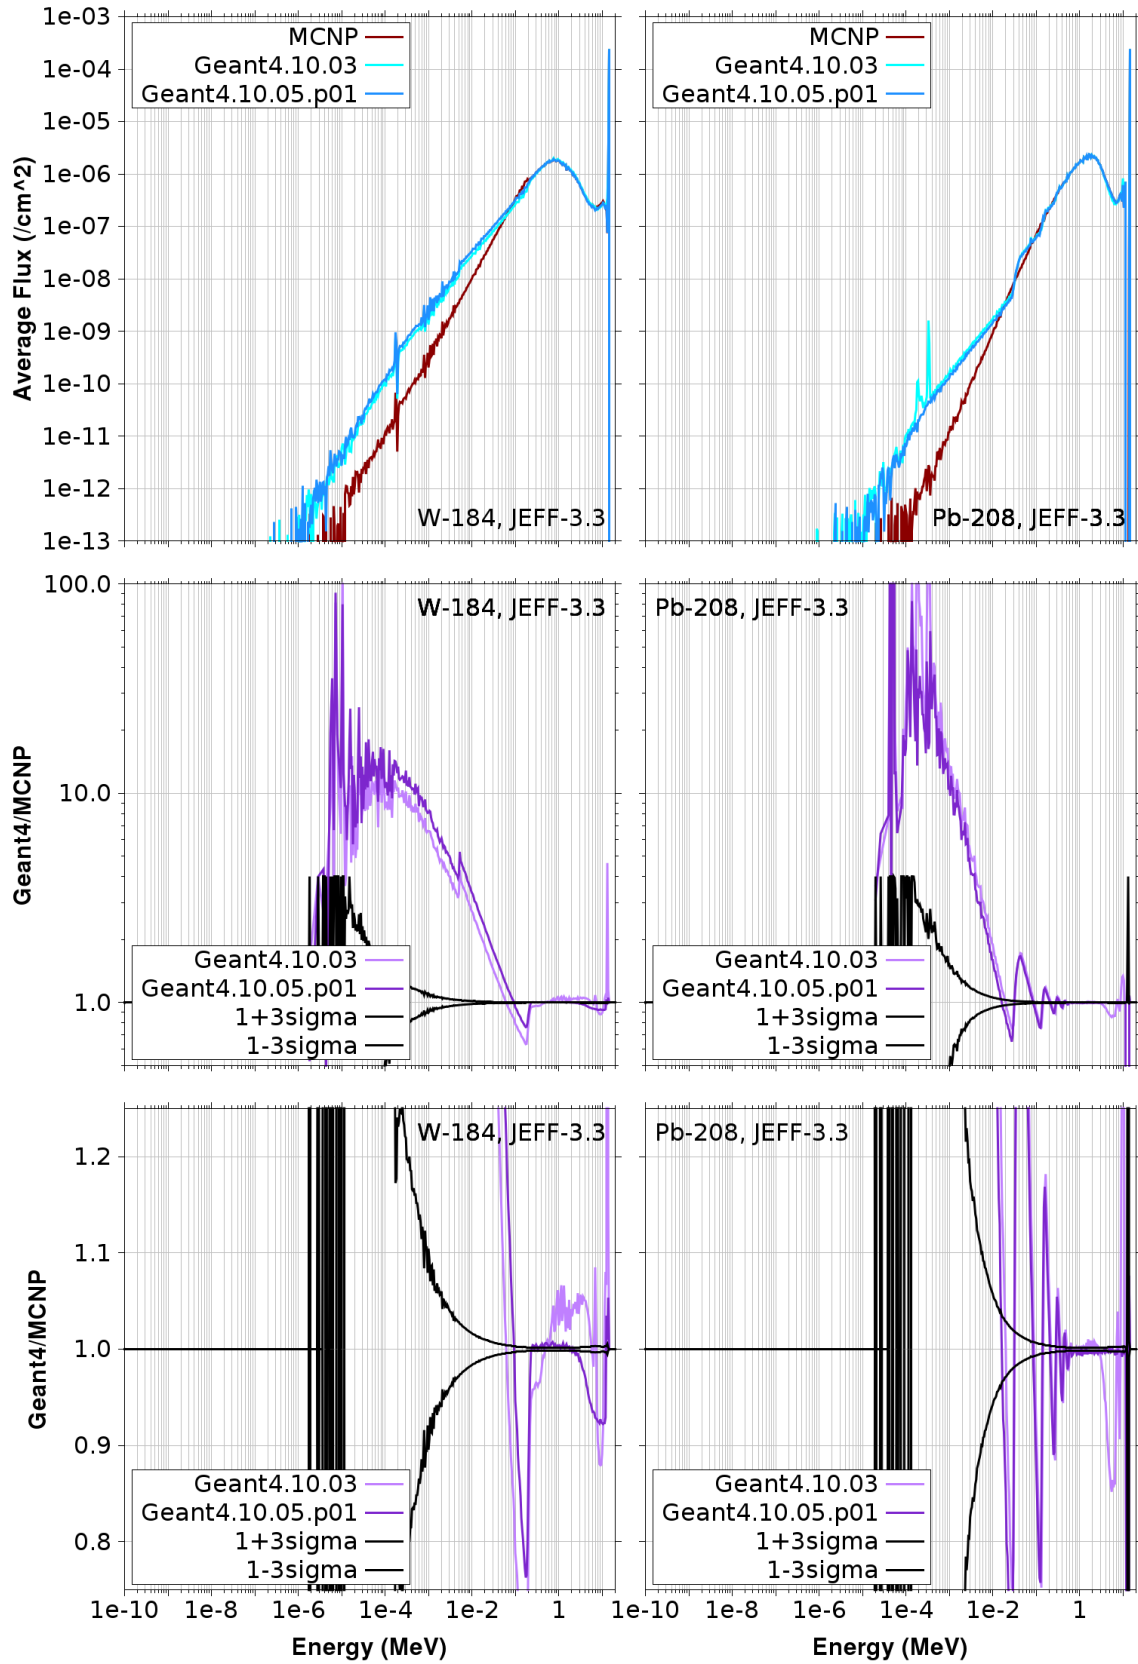 1e-03
1e-04
1e-05
1e-06
1e-07
1e-08
1e-09
1e-10
1e-11
1e-12
1e-13
Average Flux (/cm^2)
MCNP
Geant4.10.03
Geant4.10.05.p01
W-184, JEFF-3.3
MCNP
Geant4.10.03
Geant4.10.05.p01
Pb-208, JEFF-3.3
100.0
10.0
1.0
Geant4/MCNP
W-184, JEFF-3.3
Geant4.10.03
Geant4.10.05.p01
1+3sigma
1-3sigma
Pb-208, JEFF-3.3
Geant4.10.03
Geant4.10.05.p01
1+3sigma
1-3sigma
1.2
1.1
1.0
0.9
0.8
Geant4/MCNP
W-184, JEFF-3.3
Geant4.10.03
Geant4.10.05.p01
1+3sigma
1-3sigma
1e-10 1e-08 1e-06 1e-04 1e-2 1
Energy (MeV)
Pb-208, JEFF-3.3
Geant4.10.03
Geant4.10.05.p01
1+3sigma
1-3sigma
1e-10 1e-08 1e-06 1e-04 1e-2 1
Energy (MeV)